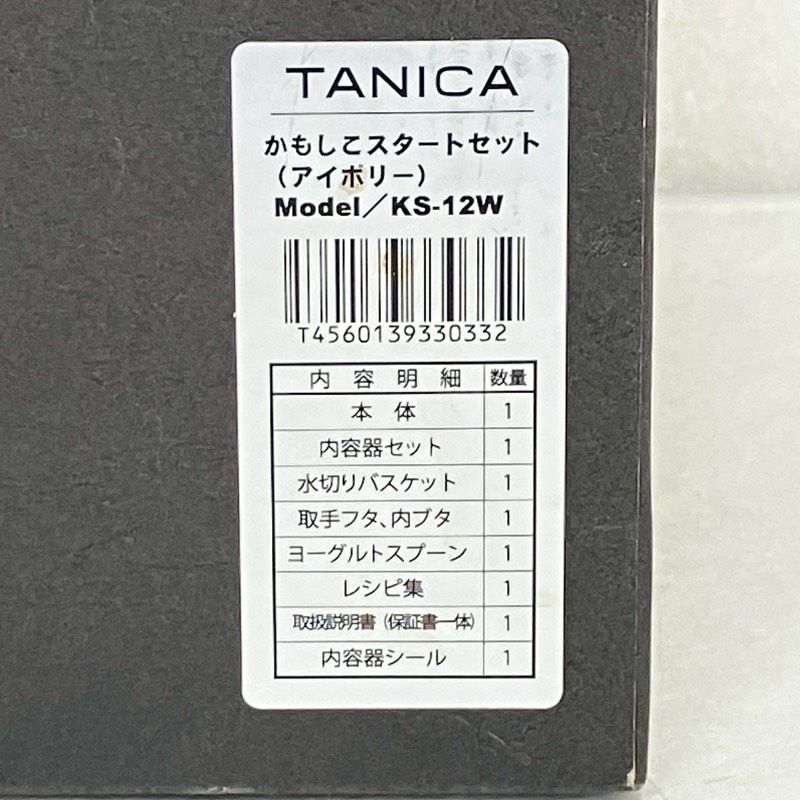 TANICA
かもしこスタートセット
（アイボリー）
Model／KS-12W
T4560139330332
内容明細 数量
本体 1
内容器セット 1
水切りバスケット 1
取手フタ、内ブタ 1
ヨーグルトスプーン 1
レシピ集 1
取扱説明書（保証書一体） 1
内容器シール 1